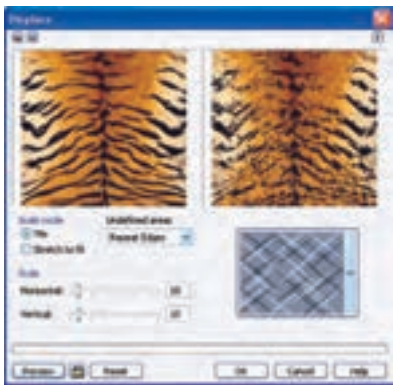 Displace
Scale mode
Undefined areas
Tile
Repeat Edges
Stretch to fit
Scale
Horizontal:
Vertical:
Preview
Reset
OK
Cancel
Help